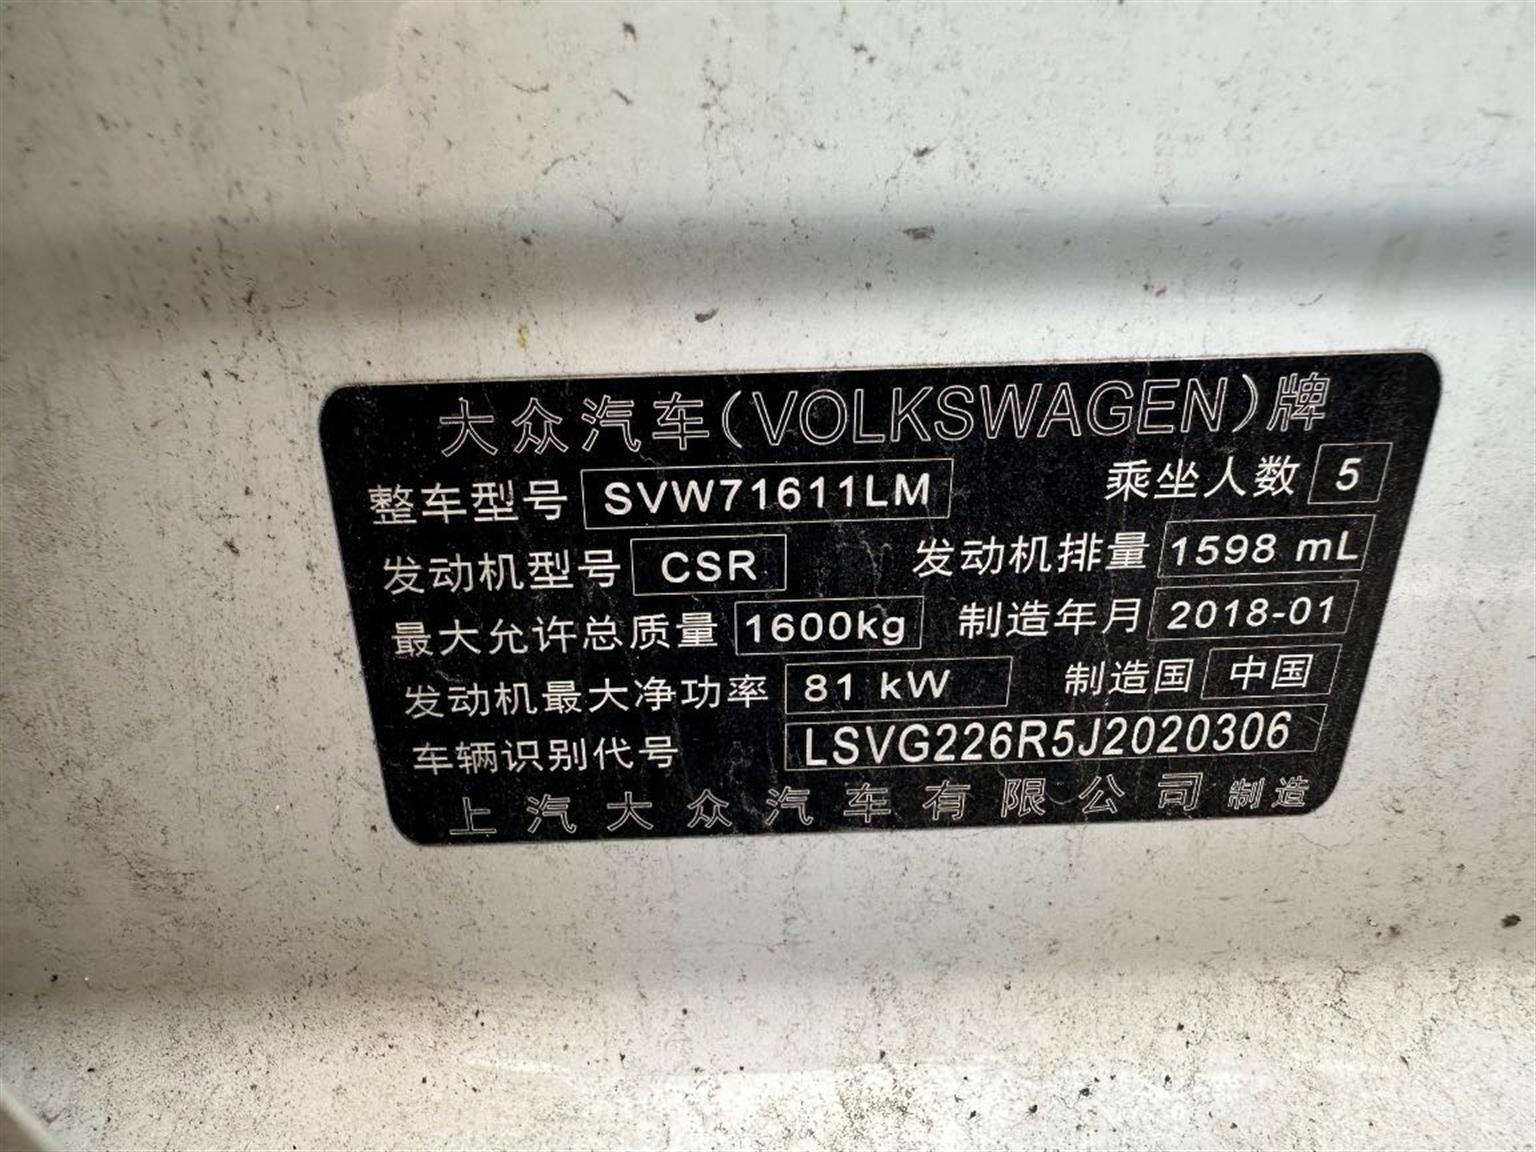 大众汽车(VOLKSWAGEN)牌
整车型号 SVW71611LM 乘坐人数 5
发动机型号 CSR 发动机排量 1598 mL
最大允许总质量 1600kg 制造年月 2018-01
发动机最大净功率 81 kW 制造国 中国
车辆识别代号 LSVG226R5J2020306
上汽大众汽车有限公司 制造